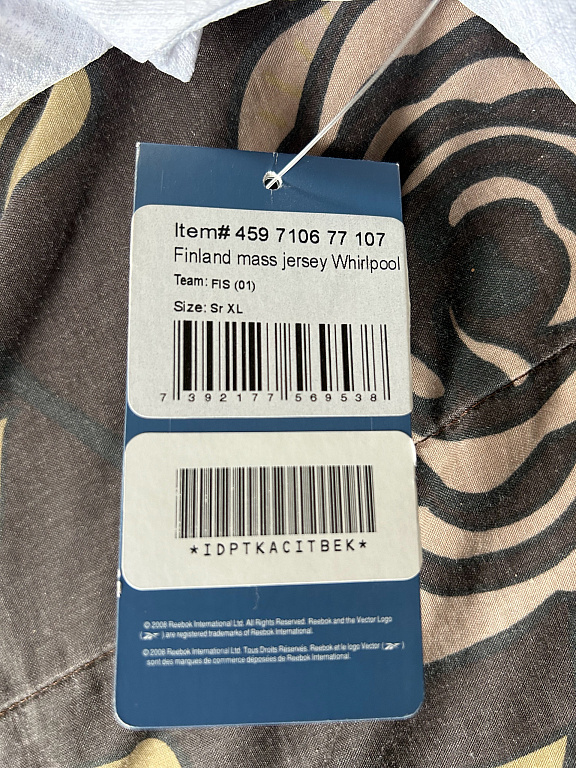 Item# 459 7106 77 107
Finland mass jersey Whirlpool
Team: FIS (01)
Size: Sr XL
7 392177 569538
*IDPTKACITBEK*
© 2008 Reebok International Ltd. All Rights Reserved. Reebok and the Vector Logo
( ) are registered trademarks of Reebok International.
© 2008 Reebok International Ltd. Tous Droits Réservés. Reebok et le logo Vector ( )
sont des marques de commerce déposées de Reebok International.